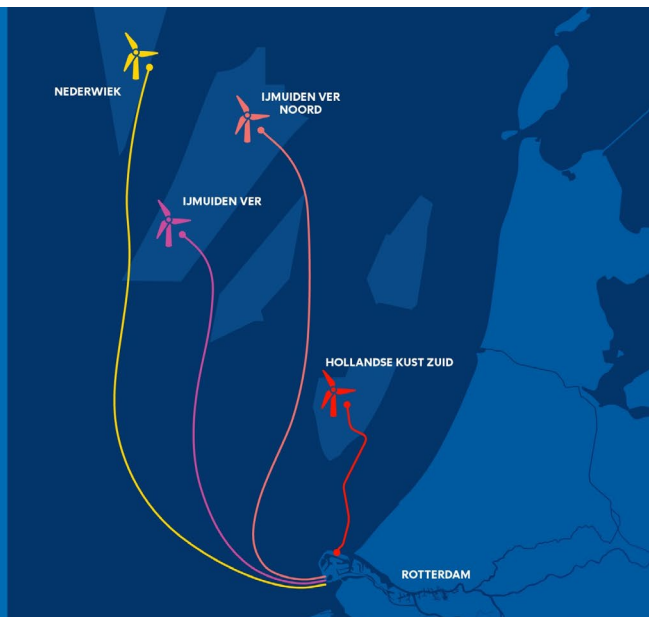 NEDERWIEK
IJMUIDEN VER
NOORD
IJMUIDEN VER
HOLLANDSE KUST ZUID
ROTTERDAM